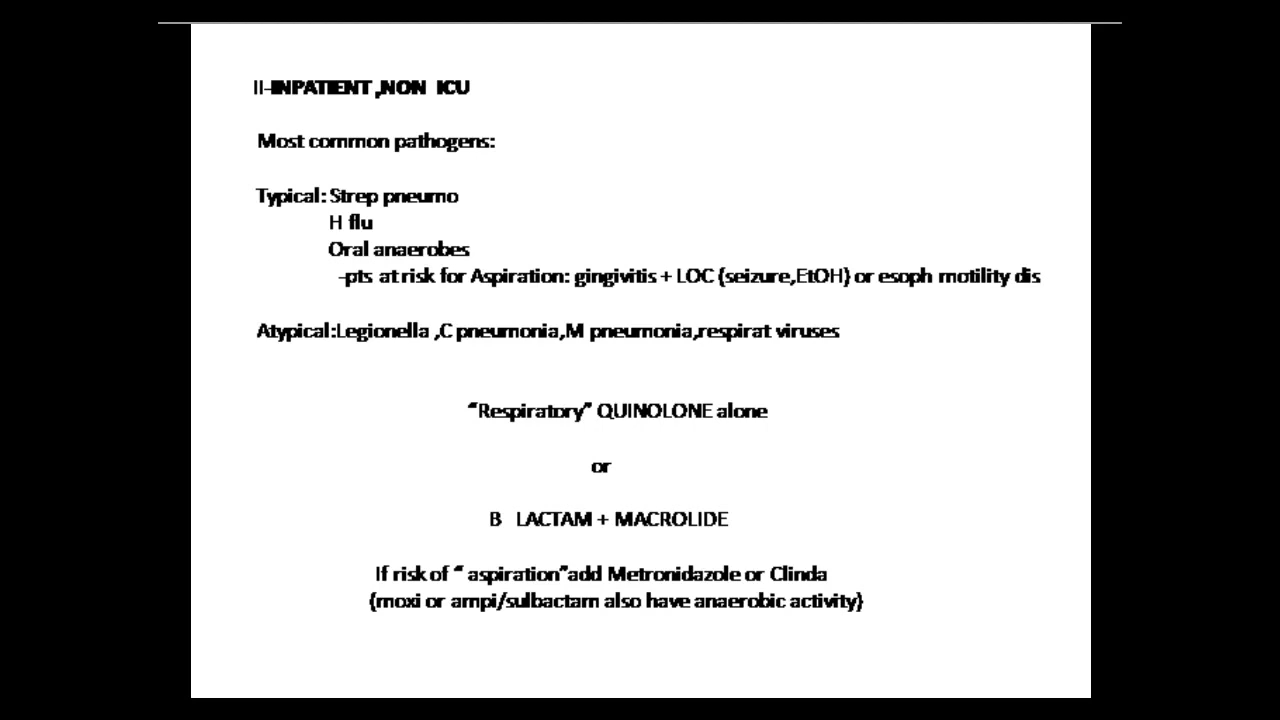 II-INPATIENT ,NON ICU
Most common pathogens:
Typical: Strep pneumo
H flu
Oral anaerobes
-pts at risk for Aspiration: gingivitis + LOC (seizure,EtOH) or esoph motility dis
Atypical:Legionella ,C pneumonia,M pneumonia,respirat viruses
“Respiratory” QUINOLONE alone
or
B LACTAM + MACROLIDE
If risk of “ aspiration”add Metronidazole or Clinda
(moxi or ampi/sulbactam also have anaerobic activity)